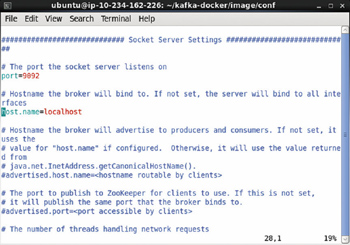 ubuntu@ip-10-234-162-226: ~/kafka-docker/image/conf
File Edit View Search Terminal Help
############################ Socket Server Settings ###########################
##
# The port the socket server listens on
port=9092
# Hostname the broker will bind to. If not set, the server will bind to all inte
rfaces
host.name=localhost
# Hostname the broker will advertise to producers and consumers. If not set, it
uses the
# value for "host.name" if configured.  Otherwise, it will use the value returne
d from
# java.net.InetAddress.getCanonicalHostName().
#advertised.host.name=<hostname routable by clients>
# The port to publish to ZooKeeper for clients to use. If this is not set,
# it will publish the same port that the broker binds to.
#advertised.port=<port accessible by clients>
# The number of threads handling network requests
28,1 19%